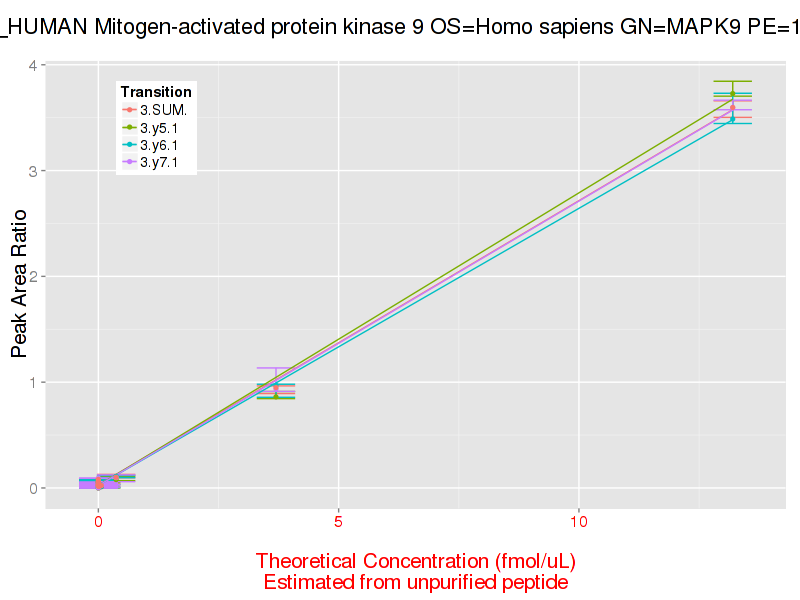 _HUMAN Mitogen-activated protein kinase 9 OS=Homo sapiens GN=MAPK9 PE=1
4
3
2
1
0
Peak Area Ratio
Transition
3.SUM.
3.y5.1
3.y6.1
3.y7.1
0
5
10
Theoretical Concentration (fmol/uL)
Estimated from unpurified peptide